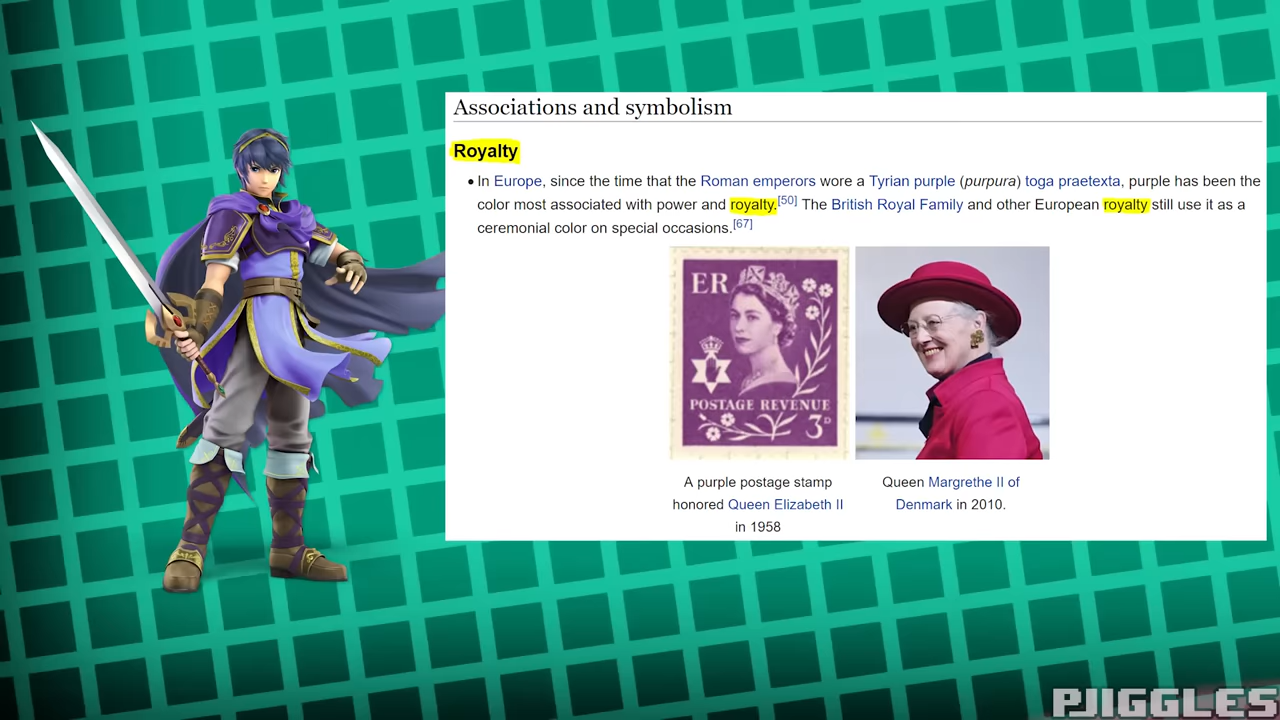 Associations and symbolism
Royalty
• In Europe, since the time that the Roman emperors wore a Tyrian purple (purpura) toga praetexta, purple has been the
color most associated with power and royalty.[50] The British Royal Family and other European royalty still use it as a
ceremonial color on special occasions.[67]
ER
POSTAGE REVENUE
3D
A purple postage stamp
honored Queen Elizabeth II
in 1958
Queen Margrethe II of
Denmark in 2010.
PJIGGLES